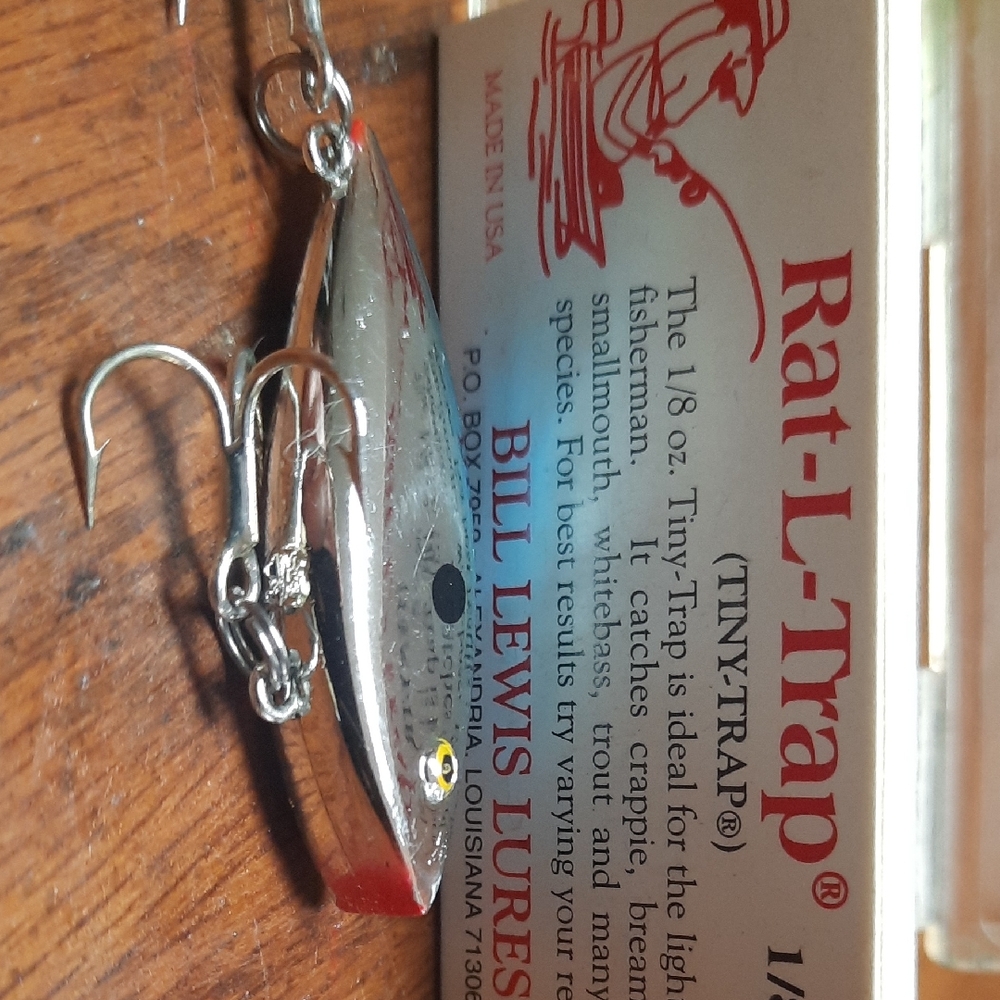 Rat-L-Trap®
(TINY-TRAP®)
The 1/8 oz. Tiny-Trap is ideal for the
fisherman. It catches crappie, bream
smallmouth, whitebass, trout and many
species. For best results try varying your
BILL LEWIS LURES
P.O. BOX ALEXANDRIA, LOUISIANA 71306
MADE IN USA